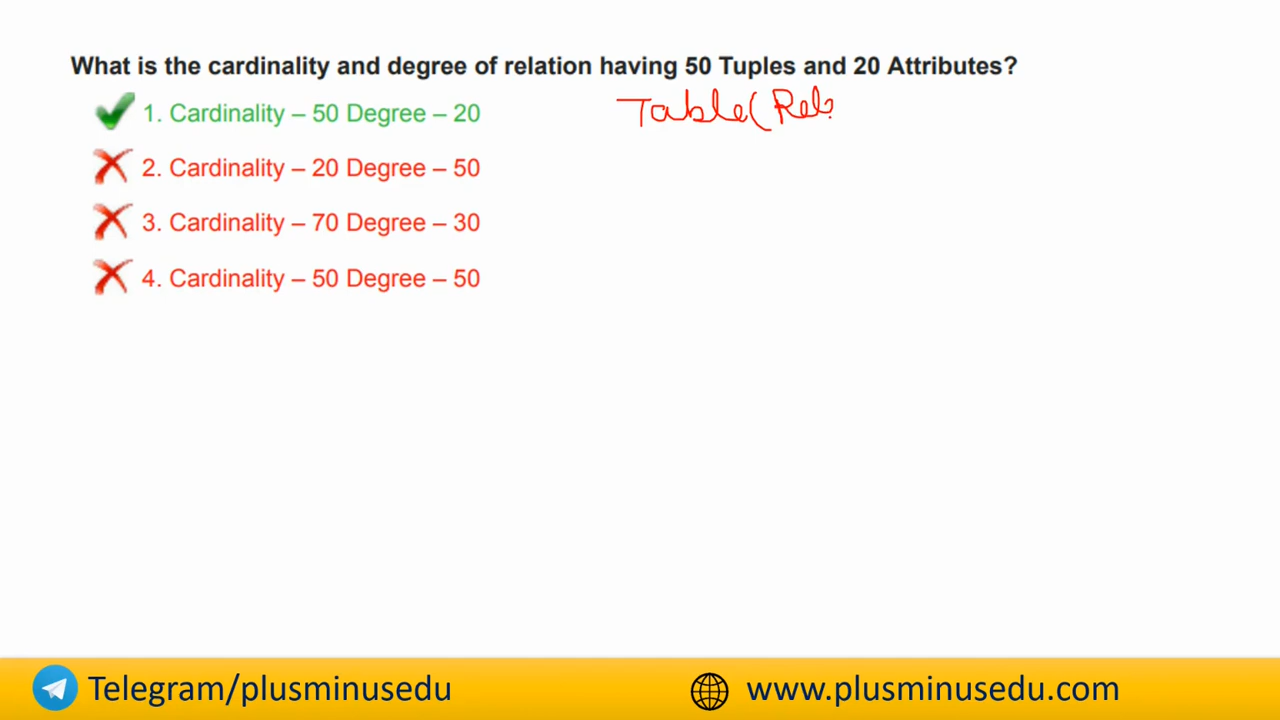 What is the cardinality and degree of relation having 50 Tuples and 20 Attributes?
1. Cardinality – 50 Degree – 20
Table(Rela
2. Cardinality – 20 Degree – 50
3. Cardinality – 70 Degree – 30
4. Cardinality – 50 Degree – 50
Telegram/plusminusedu
www.plusminusedu.com